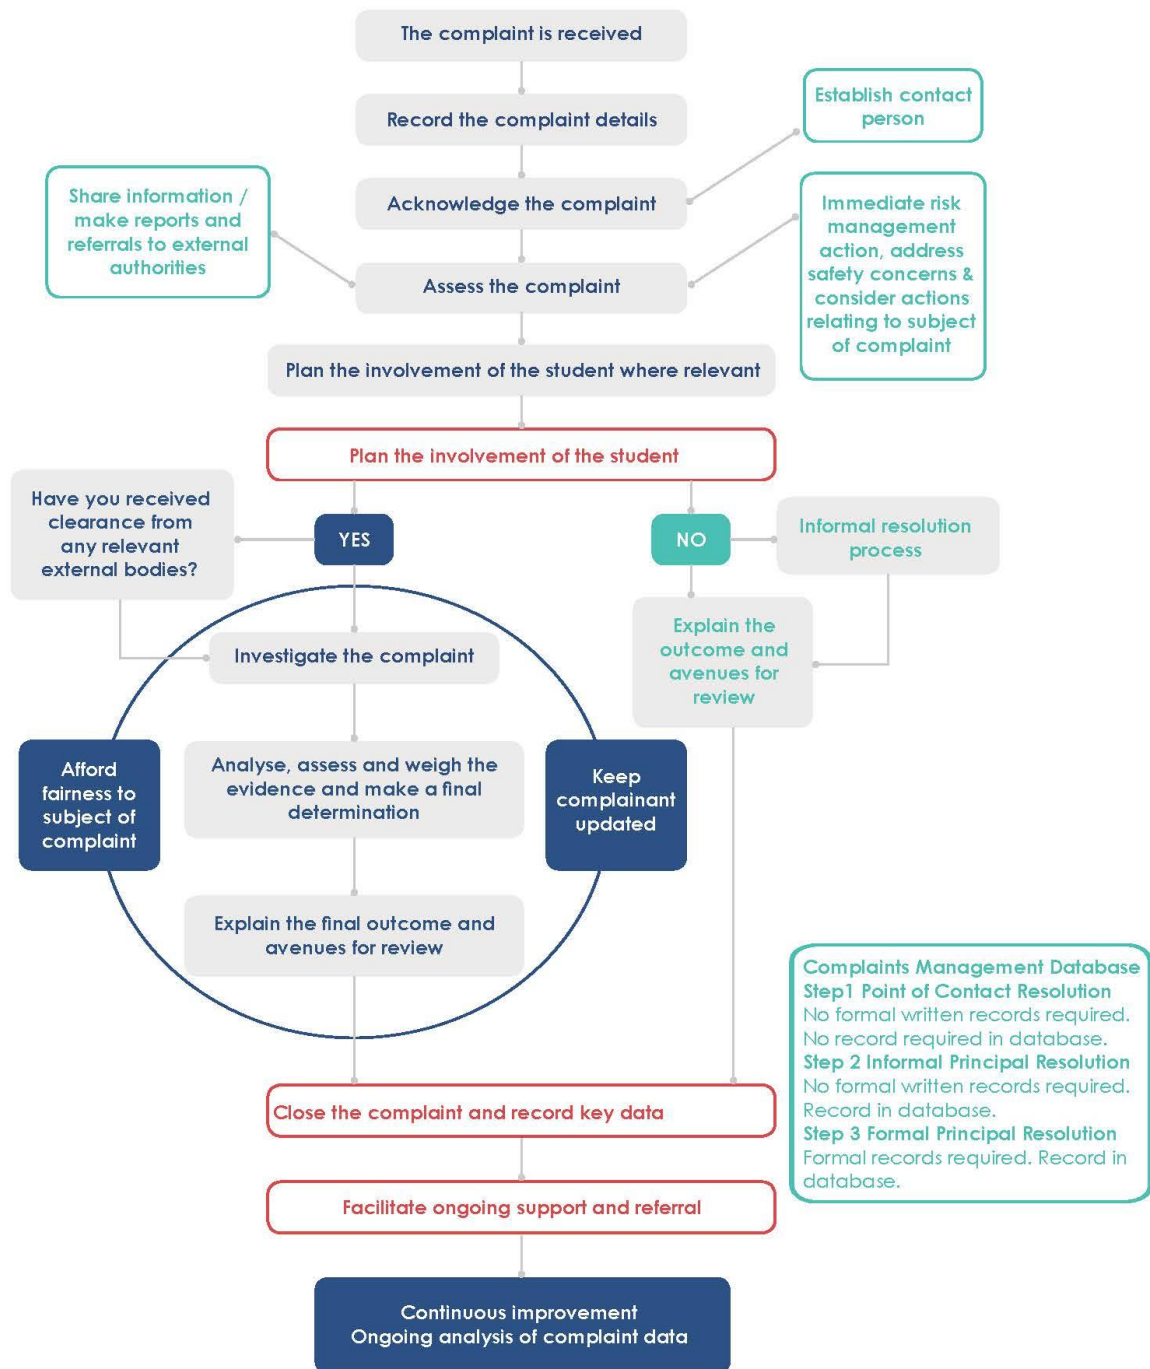 The complaint is received
Record the complaint details
Establish contact
person
Acknowledge the complaint
Share information /
make reports and
referrals to external
authorities
Immediate risk
management
action, address
safety concerns &
consider actions
relating to subject
of complaint
Assess the complaint
Plan the involvement of the student where relevant
Plan the involvement of the student
Have you received
clearance from
any relevant
external bodies?
YES
NO
Informal resolution
process
Investigate the complaint
Explain the
outcome and
avenues for
review
Afford
fairness to
subject of
complaint
Analyse, assess and weigh the
evidence and make a final
determination
Keep
complainant
updated
Explain the final outcome and
avenues for review
Complaints Management Database
Step1 Point of Contact Resolution
No formal written records required.
No record required in database.
Step 2 Informal Principal Resolution
No formal written records required.
Record in database.
Step 3 Formal Principal Resolution
Formal records required. Record in
database.
Close the complaint and record key data
Facilitate ongoing support and referral
Continuous improvement
Ongoing analysis of complaint data